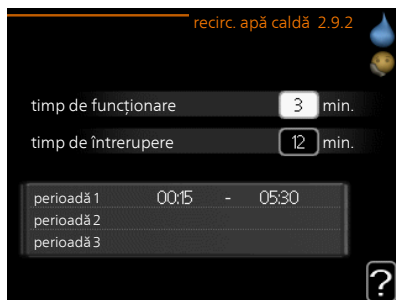 recirc. apă caldă 2.9.2
timp de funcționare 3 min.
timp de întrerupere 12 min.
perioadă 1 00:15 - 05:30
perioadă 2
perioadă 3
?